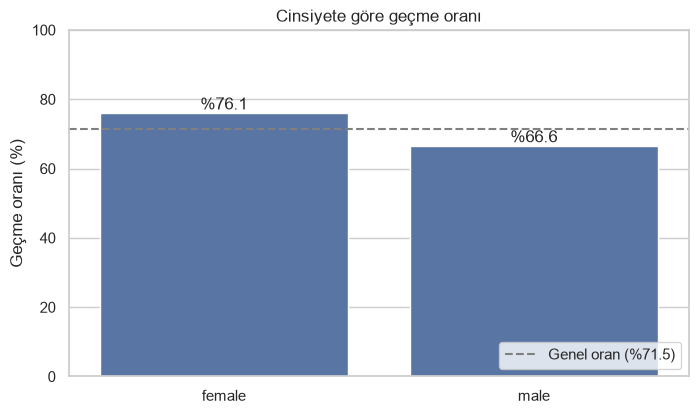 Cinsiyete göre geçme oranı
Geçme oranı (%)
100
80
60
40
20
0
%76.1
%66.6
Genel oran (%71.5)
female
male